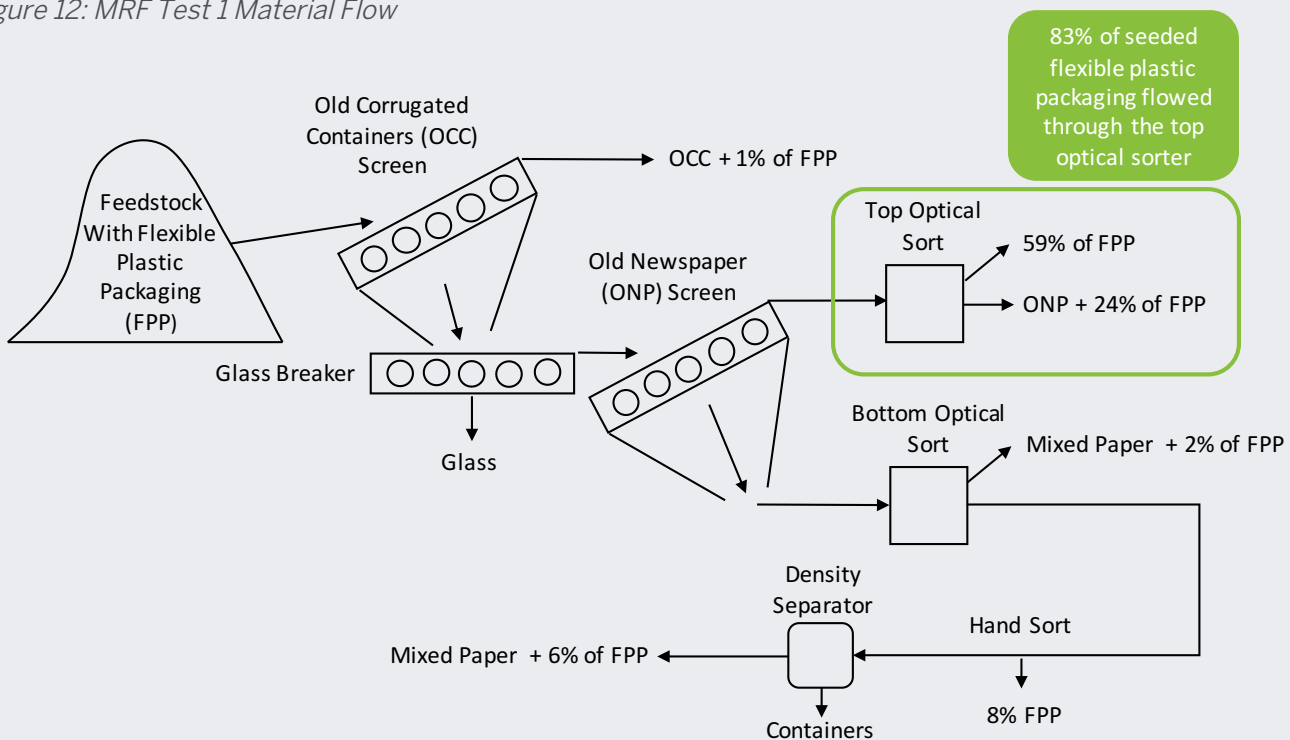 gure 12: MRF Test 1 Material Flow
83% of seeded
flexible plastic
packaging flowed
through the top
optical sorter
Old Corrugated
Containers (OCC)
Screen
OCC + 1% of FPP
Feedstock
With Flexible
Plastic
Packaging
(FPP)
Top Optical
Sort
59% of FPP
ONP + 24% of FPP
Old Newspaper
(ONP) Screen
Glass Breaker
Glass
Bottom Optical
Sort
Mixed Paper + 2% of FPP
Density
Separator
Hand Sort
Mixed Paper + 6% of FPP
8% FPP
Containers